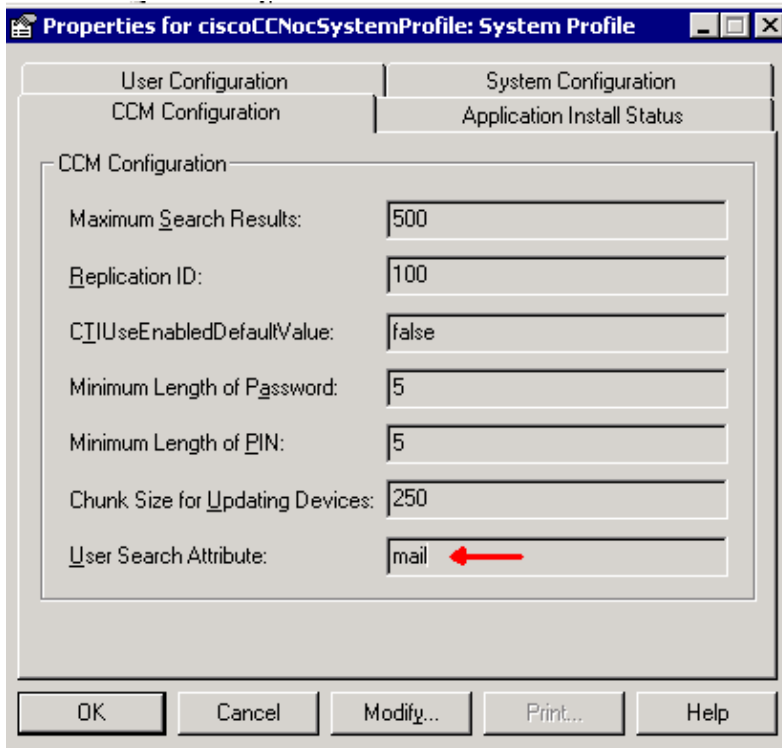 Properties for ciscoCCNocSystemProfile: System Profile
User Configuration
System Configuration
CCM Configuration
Application Install Status
CCM Configuration
Maximum Search Results: 500
Replication ID: 100
CTIUseEnabledDefaultValue: false
Minimum Length of Password: 5
Minimum Length of PIN: 5
Chunk Size for Updating Devices: 250
User Search Attribute: mail
OK Cancel Modify... Print... Help